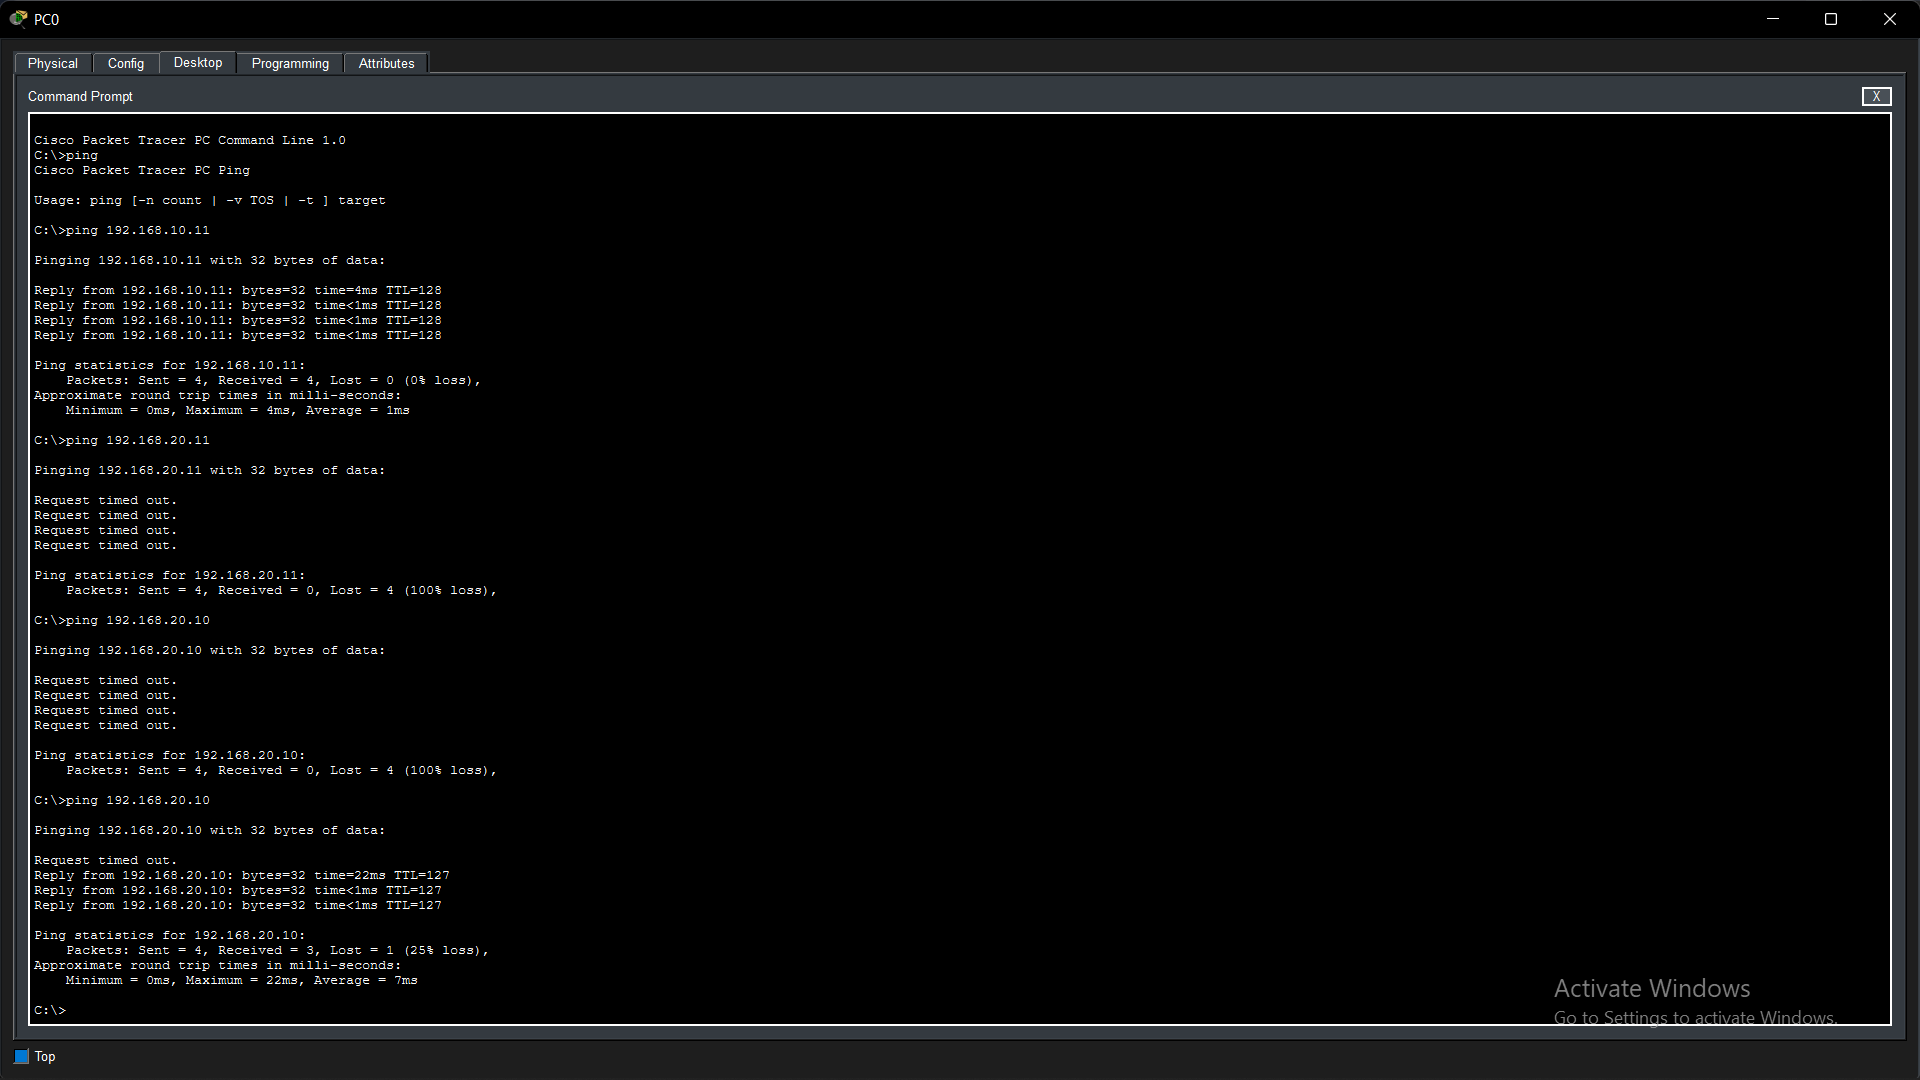 PC0
Physical Config Desktop Programming Attributes
Command Prompt
X
Cisco Packet Tracer PC Command Line 1.0
C:\>ping
Cisco Packet Tracer PC Ping
Usage: ping [-n count | -v TOS | -t ] target
C:\>ping 192.168.10.11
Pinging 192.168.10.11 with 32 bytes of data:
Reply from 192.168.10.11: bytes=32 time=4ms TTL=128
Reply from 192.168.10.11: bytes=32 time<1ms TTL=128
Reply from 192.168.10.11: bytes=32 time<1ms TTL=128
Reply from 192.168.10.11: bytes=32 time<1ms TTL=128
Ping statistics for 192.168.10.11:
Packets: Sent = 4, Received = 4, Lost = 0 (0% loss),
Approximate round trip times in milli-seconds:
Minimum = 0ms, Maximum = 4ms, Average = 1ms
C:\>ping 192.168.20.11
Pinging 192.168.20.11 with 32 bytes of data:
Request timed out.
Request timed out.
Request timed out.
Request timed out.
Ping statistics for 192.168.20.11:
Packets: Sent = 4, Received = 0, Lost = 4 (100% loss),
C:\>ping 192.168.20.10
Pinging 192.168.20.10 with 32 bytes of data:
Request timed out.
Request timed out.
Request timed out.
Request timed out.
Ping statistics for 192.168.20.10:
Packets: Sent = 4, Received = 0, Lost = 4 (100% loss),
C:\>ping 192.168.20.10
Pinging 192.168.20.10 with 32 bytes of data:
Request timed out.
Reply from 192.168.20.10: bytes=32 time=22ms TTL=127
Reply from 192.168.20.10: bytes=32 time<1ms TTL=127
Reply from 192.168.20.10: bytes=32 time<1ms TTL=127
Ping statistics for 192.168.20.10:
Packets: Sent = 4, Received = 3, Lost = 1 (25% loss),
Approximate round trip times in milli-seconds:
Minimum = 0ms, Maximum = 22ms, Average = 7ms
C:\>
Activate Windows
Go to Settings to activate Windows.
Top